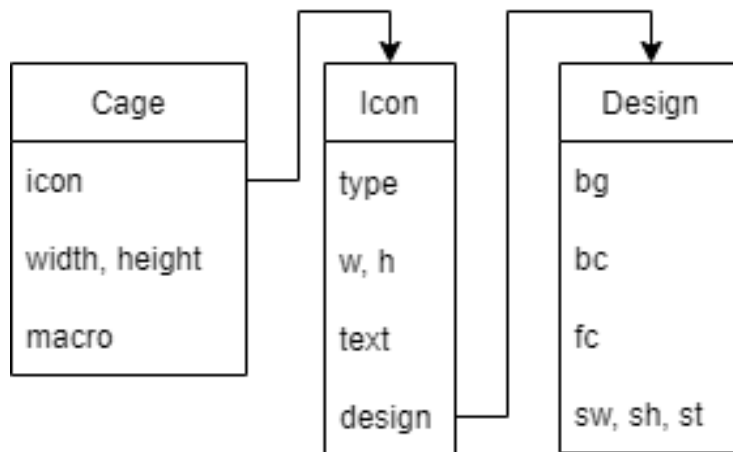 Cage
icon
width, height
macro
Icon
type
w, h
text
design
Design
bg
bc
fc
sw, sh, st